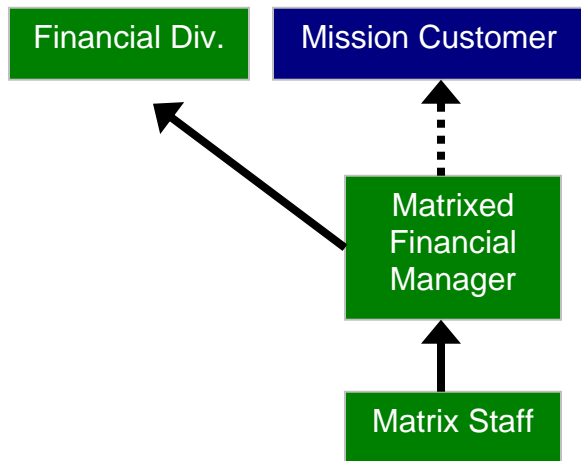 Financial Div.
Mission Customer
Matrixed
Financial
Manager
Matrix Staff